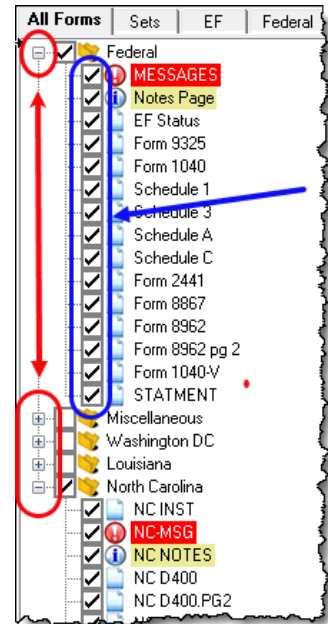 All Forms Sets EF Federal
Federal
MESSAGES
Notes Page
EF Status
Form 9325
Form 1040
Schedule 1
Schedule 3
Schedule A
Schedule C
Form 2441
Form 8867
Form 8962
Form 8962 pg 2
Form 1040-V
STATMENT
Miscellaneous
Washington DC
Louisiana
North Carolina
NC INST
NC-MSG
NC NOTES
NC D400
NC D400.PG2